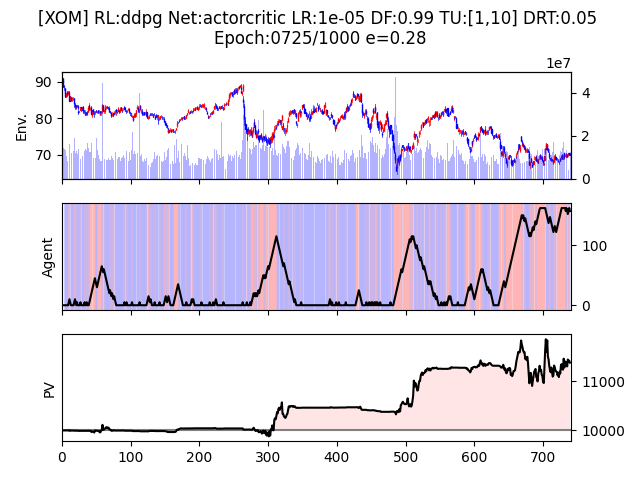 [XOM] RL:ddpg Net:actorcritic LR:1e-05 DF:0.99 TU:[1,10] DRT:0.05
Epoch:0725/1000 e=0.28
1e7
Env.
90
80
70
4
2
0
Agent
100
0
PV
11000
10000
0 100 200 300 400 500 600 700